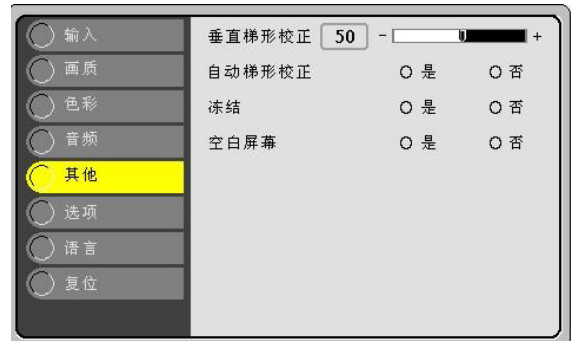 输入
画质
色彩
音频
其他
选项
语言
复位
垂直梯形校正 50 - +
自动梯形校正 是 否
冻结 是 否
空白屏幕 是 否